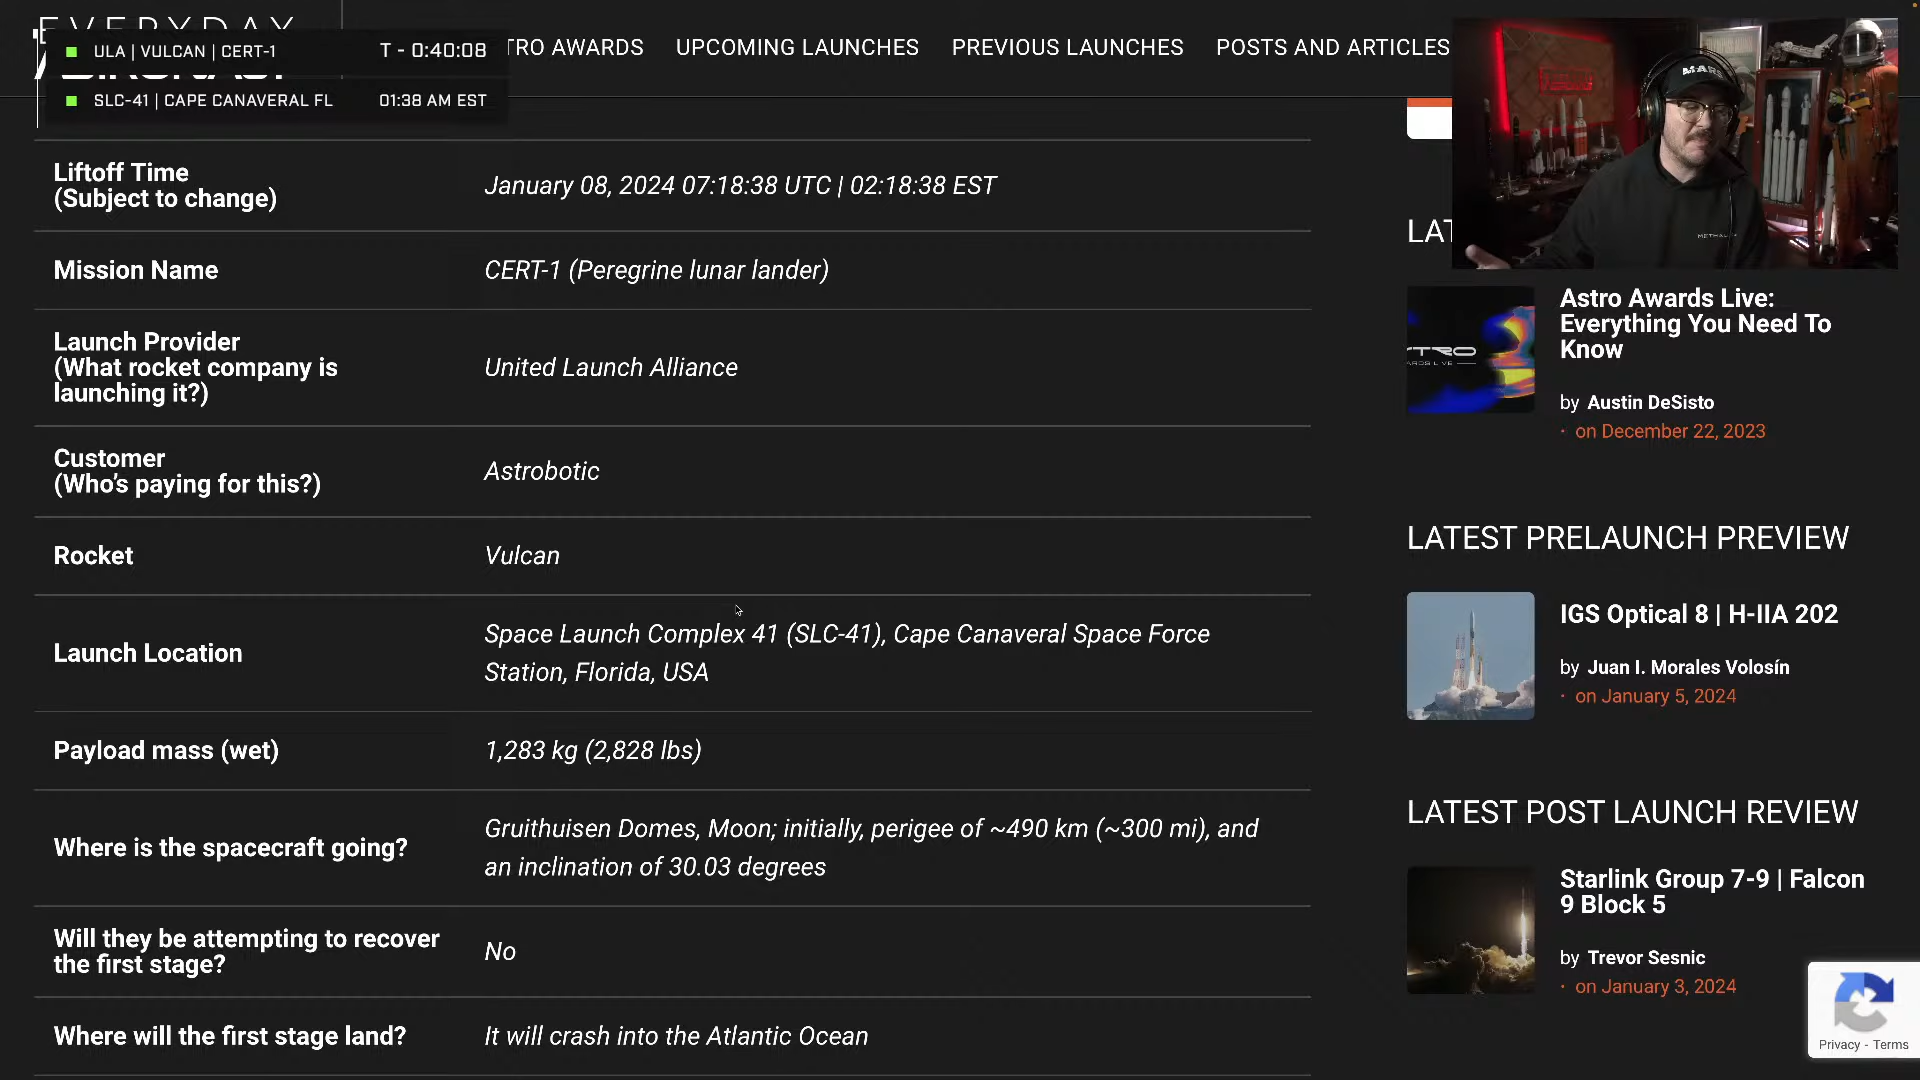 EVERYDAY
ULA | VULCAN | CERT-1 T - 0:40:08
SLC-41 | CAPE CANAVERAL FL 01:38 AM EST
TRO AWARDS UPCOMING LAUNCHES PREVIOUS LAUNCHES POSTS AND ARTICLES
MARS
Liftoff Time
(Subject to change)
January 08, 2024 07:18:38 UTC | 02:18:38 EST
Mission Name
CERT-1 (Peregrine lunar lander)
Launch Provider
(What rocket company is
launching it?)
United Launch Alliance
Customer
(Who's paying for this?)
Astrobotic
Rocket
Vulcan
Launch Location
Space Launch Complex 41 (SLC-41), Cape Canaveral Space Force
Station, Florida, USA
Payload mass (wet)
1,283 kg (2,828 lbs)
Where is the spacecraft going?
Gruithuisen Domes, Moon; initially, perigee of ~490 km (~300 mi), and
an inclination of 30.03 degrees
Will they be attempting to recover
the first stage?
No
Where will the first stage land?
It will crash into the Atlantic Ocean
LAT
Astro Awards Live:
Everything You Need To
Know
by Austin DeSisto
· on December 22, 2023
LATEST PRELAUNCH PREVIEW
IGS Optical 8 | H-IIA 202
by Juan I. Morales Volosín
· on January 5, 2024
LATEST POST LAUNCH REVIEW
Starlink Group 7-9 | Falcon
9 Block 5
by Trevor Sesnic
· on January 3, 2024
Privacy - Terms